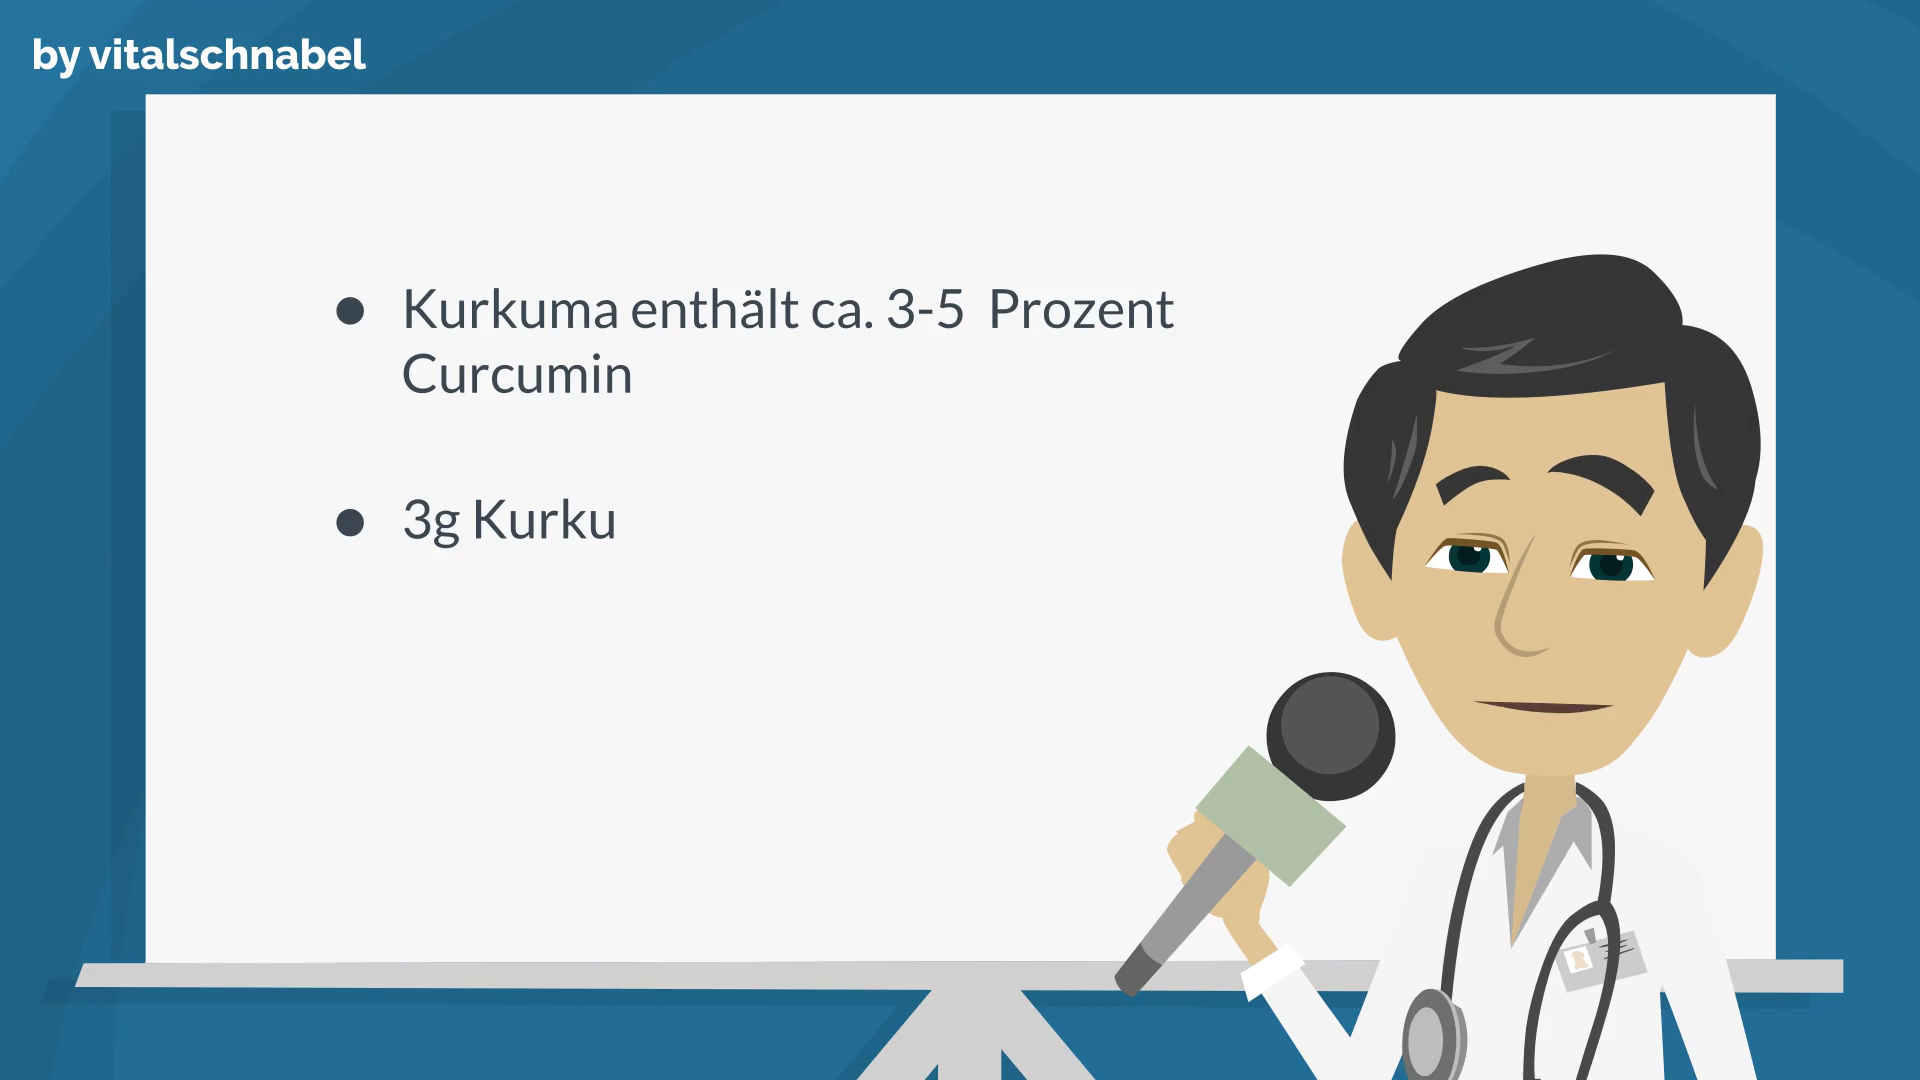 by vitalschnabel
● Kurkuma enthält ca. 3-5  Prozent
Curcumin
● 3g Kurku